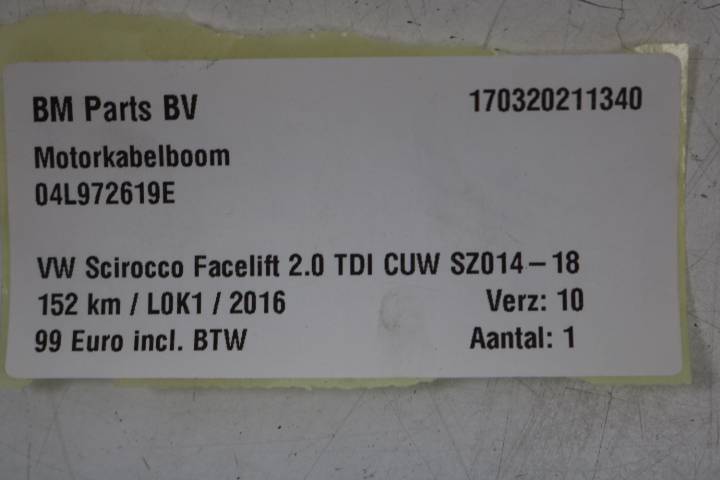 BM Parts BV 170320211340
Motorkabelboom
04L972619E
VW Scirocco Facelift 2.0 TDI CUW SZ014-18
152 km / L0K1 / 2016 Verz: 10
99 Euro incl. BTW Aantal: 1